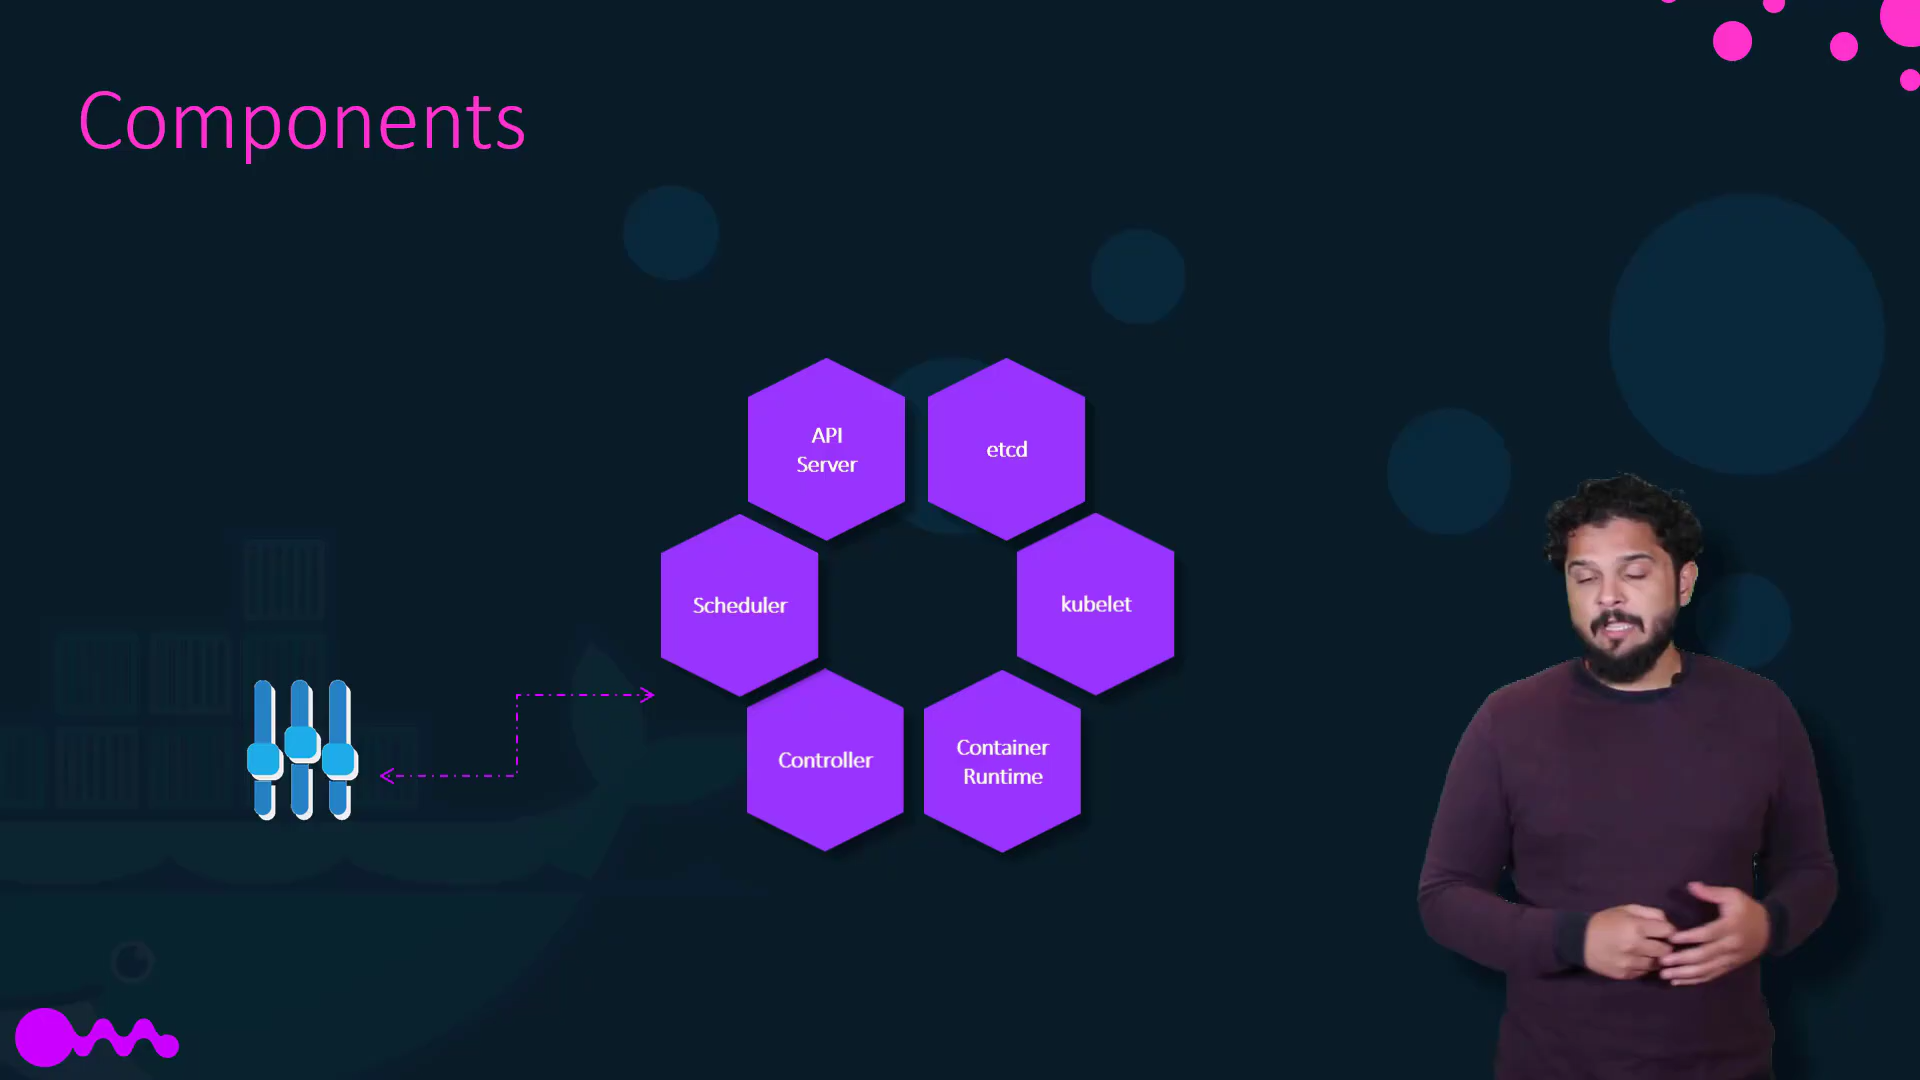 Components
API
Server
etcd
Scheduler
kubelet
Controller
Container
Runtime